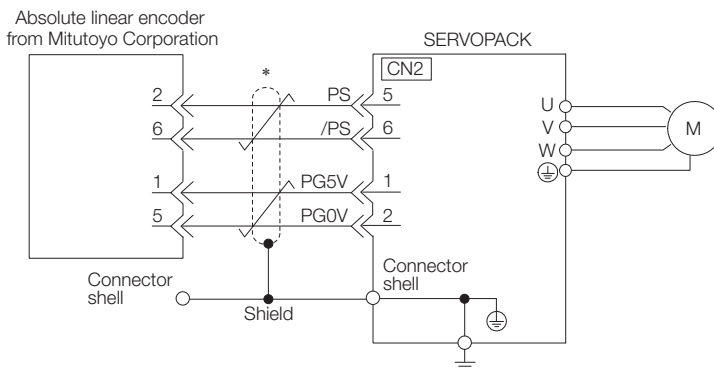 Absolute linear encoder
from Mitutoyo Corporation
SERVOPACK
CN2
*
2 PS 5
6 /PS 6
1 PG5V 1
5 PG0V 2
U
V
W
M
Connector
shell
Shield
Connector
shell